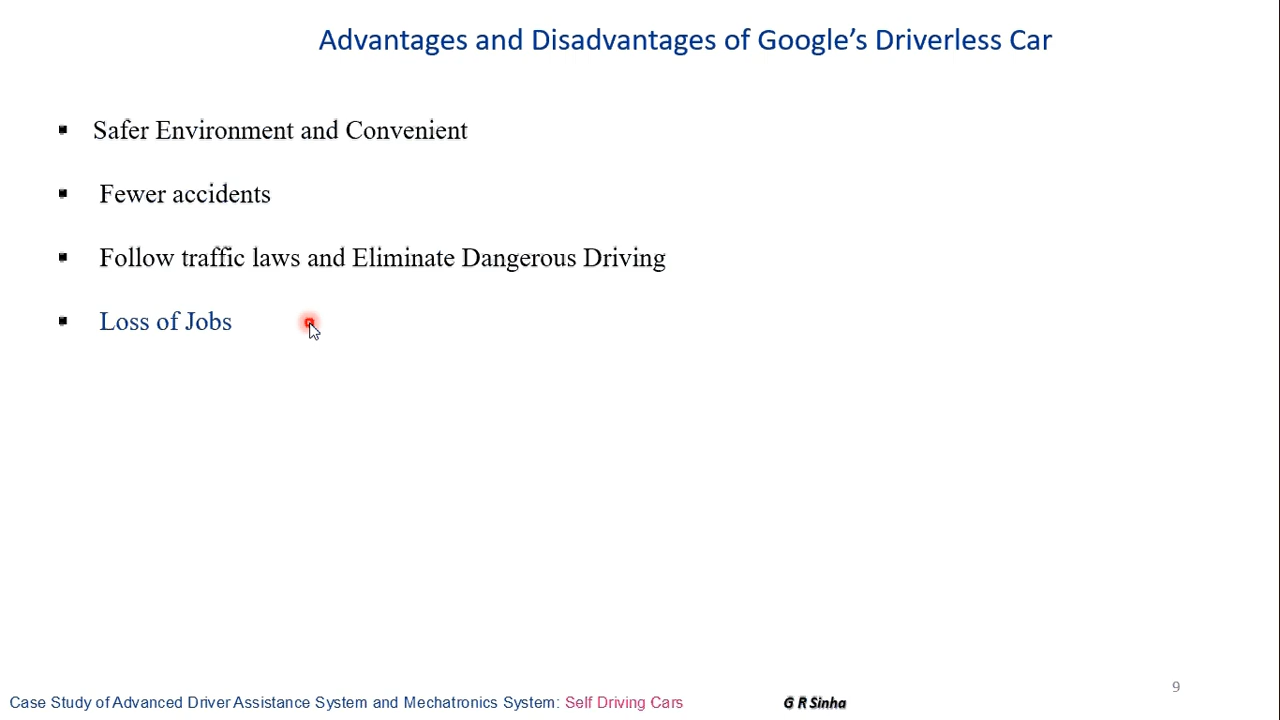 Advantages and Disadvantages of Google’s Driverless Car
Safer Environment and Convenient
Fewer accidents
Follow traffic laws and Eliminate Dangerous Driving
Loss of Jobs
9
Case Study of Advanced Driver Assistance System and Mechatronics System: Self Driving Cars G R Sinha